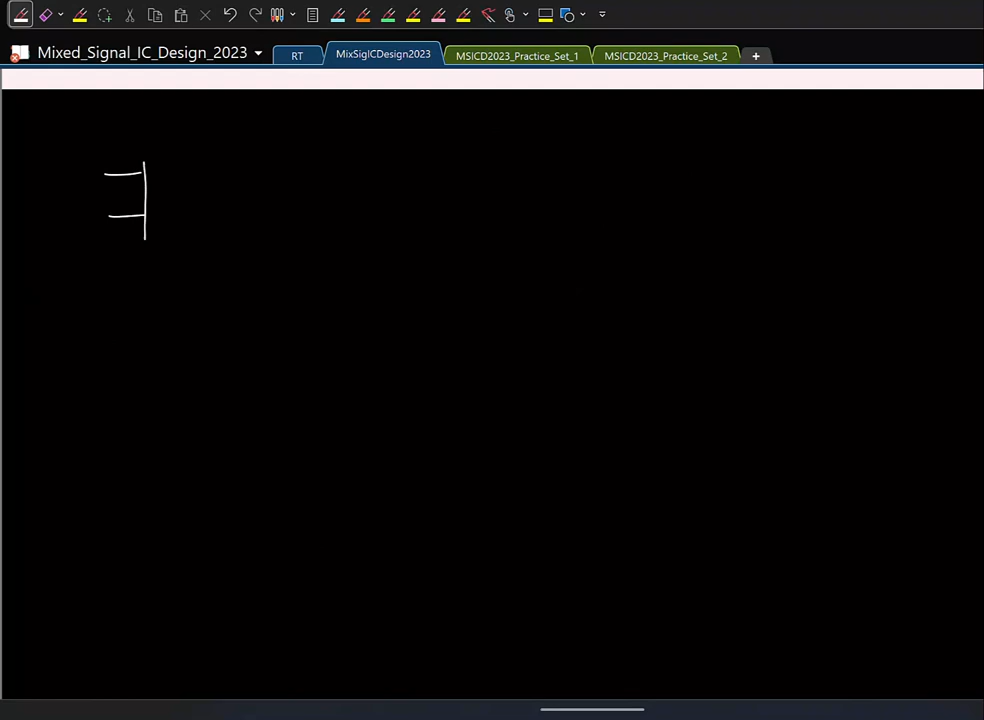 Mixed_Signal_IC_Design_2023
RT
MixSigICDesign2023
MSICD2023_Practice_Set_1
MSICD2023_Practice_Set_2
+